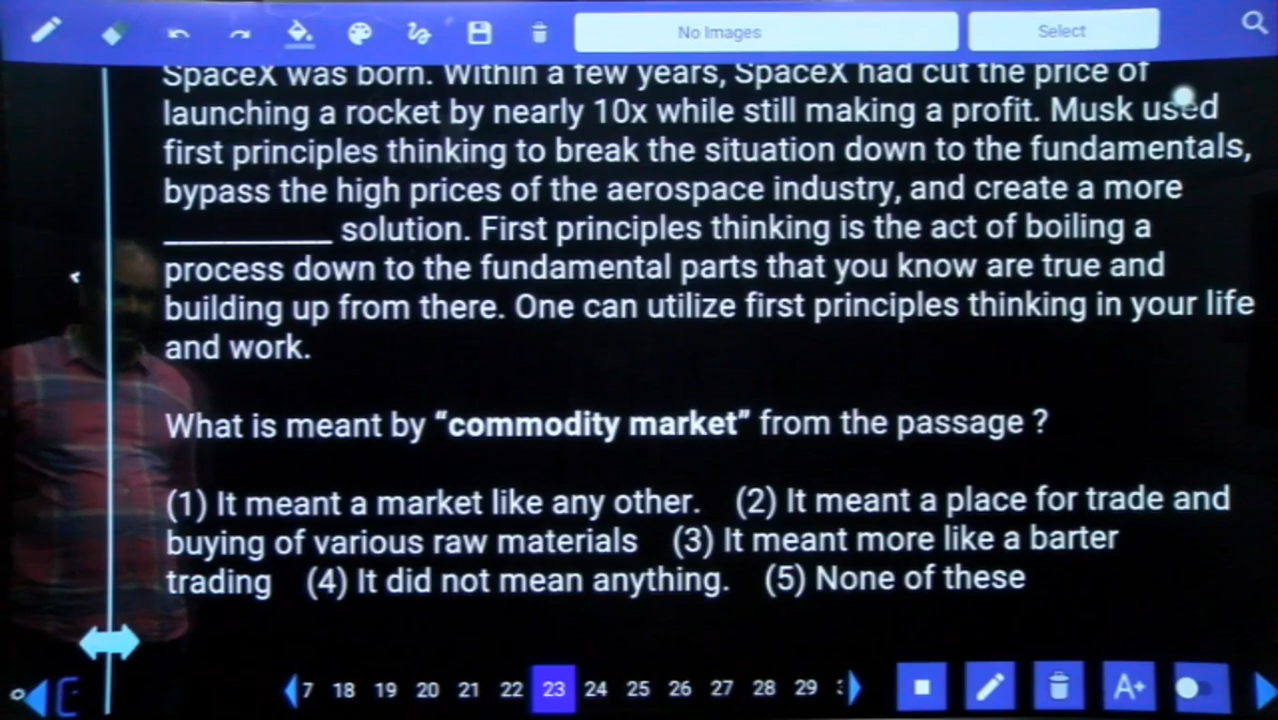 No Images
Select
SpaceX was born. Within a few years, SpaceX had cut the price of
launching a rocket by nearly 10x while still making a profit. Musk used
first principles thinking to break the situation down to the fundamentals,
bypass the high prices of the aerospace industry, and create a more
__________ solution. First principles thinking is the act of boiling a
process down to the fundamental parts that you know are true and
building up from there. One can utilize first principles thinking in your life
and work.
What is meant by “commodity market” from the passage ?
(1) It meant a market like any other. (2) It meant a place for trade and
buying of various raw materials (3) It meant more like a barter
trading (4) It did not mean anything. (5) None of these
7 18 19 20 21 22 23 24 25 26 27 28 29
A+